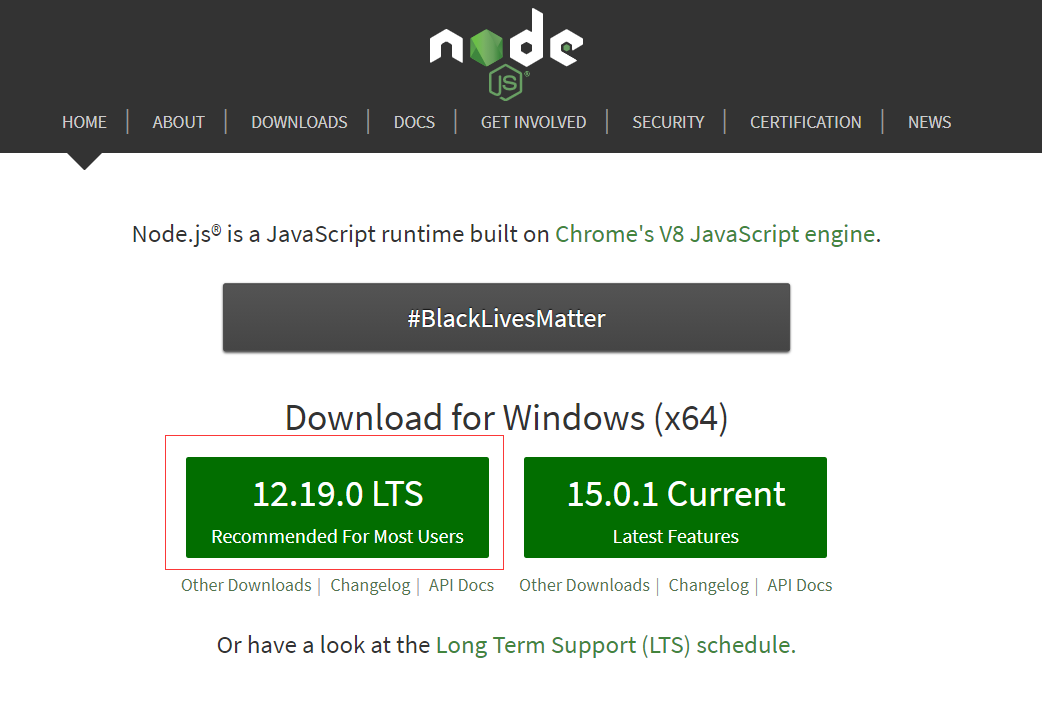 node
JS®
HOME | ABOUT | DOWNLOADS | DOCS | GET INVOLVED | SECURITY | CERTIFICATION | NEWS
Node.js® is a JavaScript runtime built on Chrome's V8 JavaScript engine.
#BlackLivesMatter
Download for Windows (x64)
12.19.0 LTS 15.0.1 Current
Recommended For Most Users Latest Features
Other Downloads | Changelog | API Docs Other Downloads | Changelog | API Docs
Or have a look at the Long Term Support (LTS) schedule.